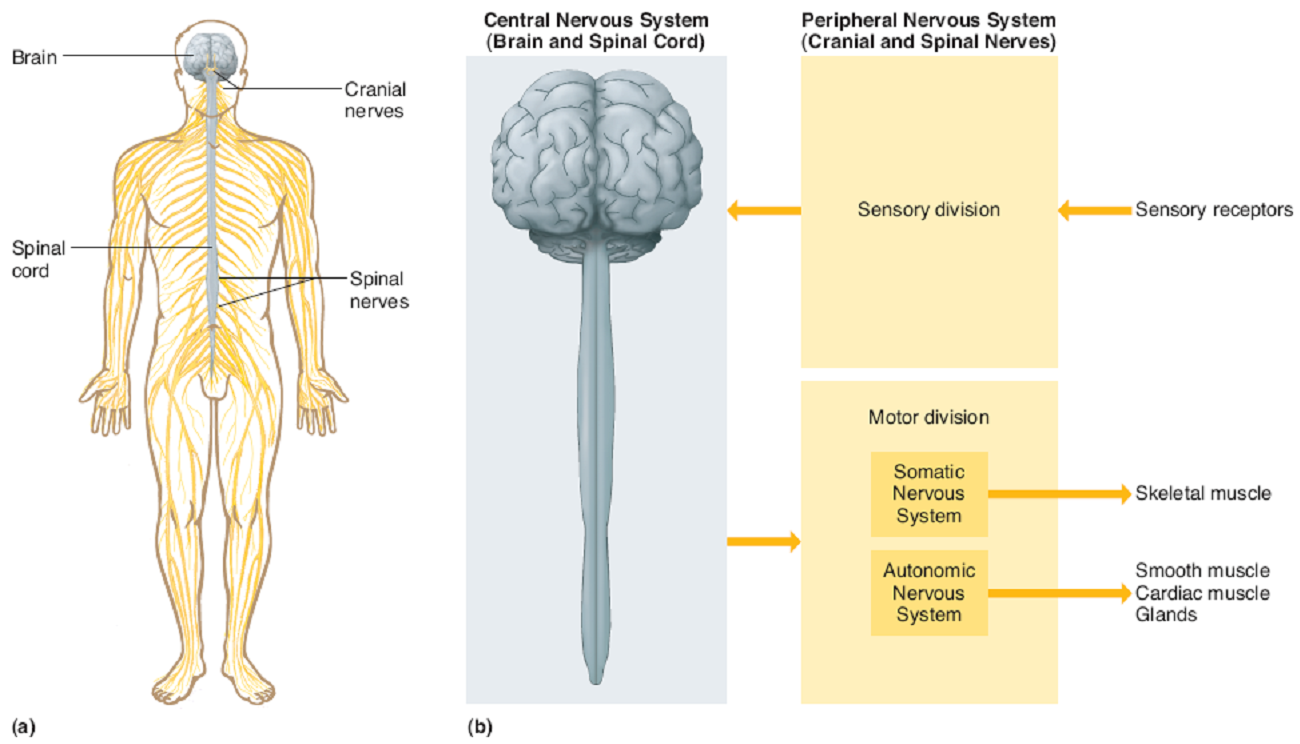 Brain
Cranial
nerves
Spinal
cord
Spinal
nerves
(a)
Central Nervous System
(Brain and Spinal Cord)
Peripheral Nervous System
(Cranial and Spinal Nerves)
Sensory division
Sensory receptors
Motor division
Somatic
Nervous
System
Skeletal muscle
Autonomic
Nervous
System
Smooth muscle
Cardiac muscle
Glands
(b)